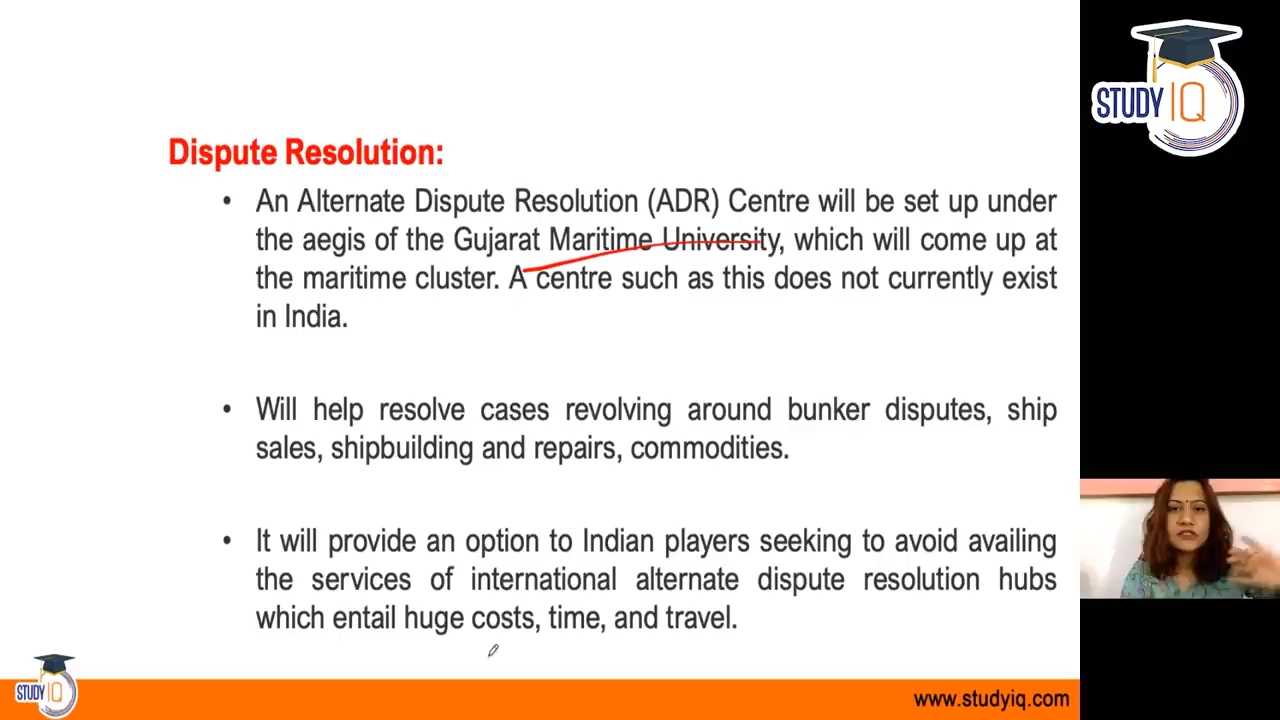 STUDY IQ
Dispute Resolution:
• An Alternate Dispute Resolution (ADR) Centre will be set up under
the aegis of the Gujarat Maritime University, which will come up at
the maritime cluster. A centre such as this does not currently exist
in India.
• Will help resolve cases revolving around bunker disputes, ship
sales, shipbuilding and repairs, commodities.
• It will provide an option to Indian players seeking to avoid availing
the services of international alternate dispute resolution hubs
which entail huge costs, time, and travel.
STUDY IQ
www.studyiq.com